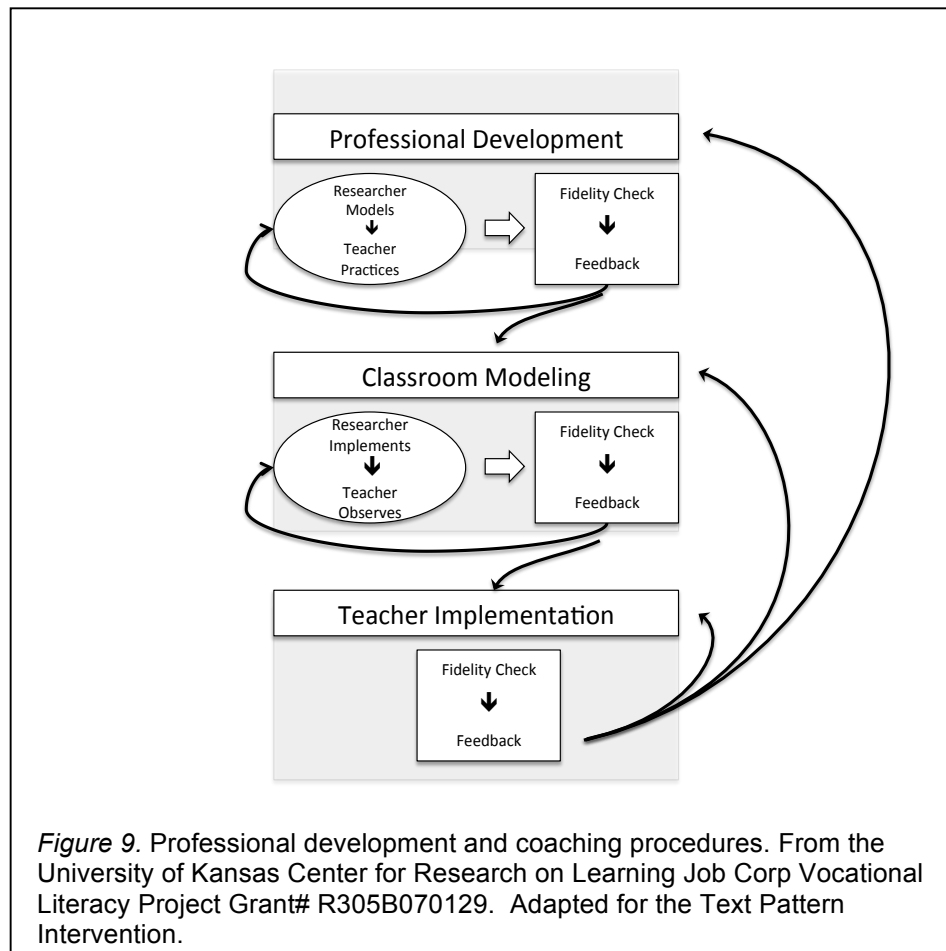 Professional Development
Researcher
Models
Teacher
Practices
Fidelity Check
Feedback
Classroom Modeling
Researcher
Implements
Teacher
Observes
Fidelity Check
Feedback
Teacher Implementation
Fidelity Check
Feedback
Figure 9. Professional development and coaching procedures. From the
University of Kansas Center for Research on Learning Job Corp Vocational
Literacy Project Grant# R305B070129.  Adapted for the Text Pattern
Intervention.